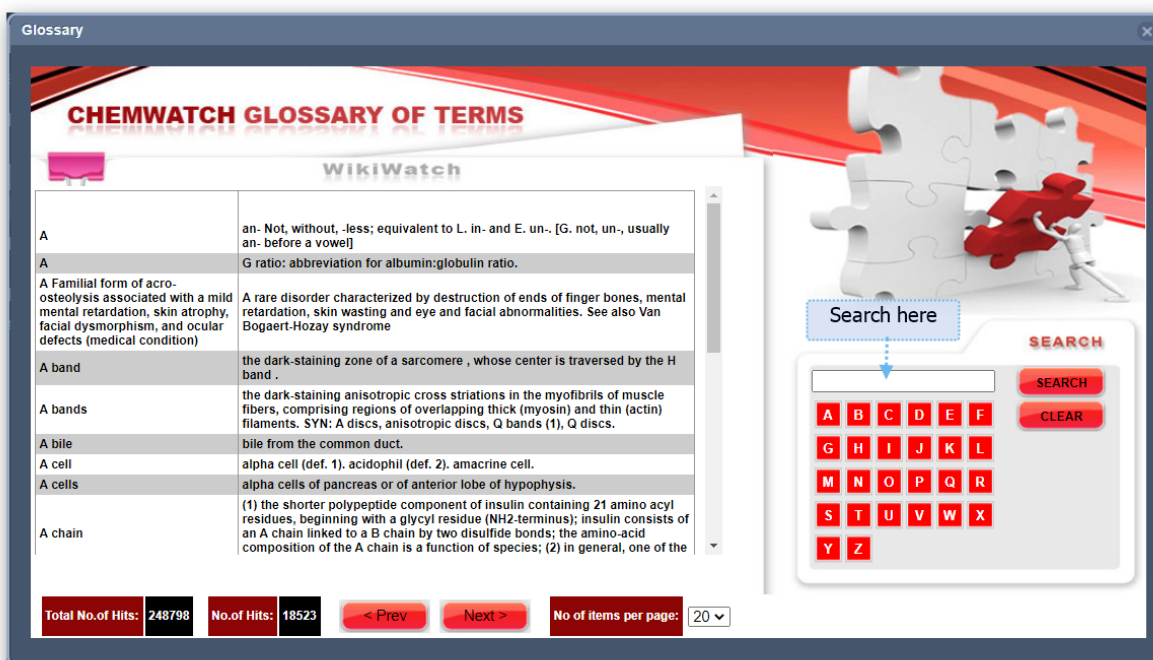 Glossary
CHEMWATCH GLOSSARY OF TERMS
WikiWatch
A
an- Not, without, -less; equivalent to L. in- and E. un-. [G. not, un-, usually
an- before a vowel]
A
G ratio: abbreviation for albumin:globulin ratio.
A Familial form of acro-
osteolysis associated with a mild
mental retardation, skin atrophy,
facial dysmorphism, and ocular
defects (medical condition)
A rare disorder characterized by destruction of ends of finger bones, mental
retardation, skin wasting and eye and facial abnormalities. See also Van
Bogaert-Hozay syndrome
A band
the dark-staining zone of a sarcomere , whose center is traversed by the H
band .
A bands
the dark-staining anisotropic cross striations in the myofibrils of muscle
fibers, comprising regions of overlapping thick (myosin) and thin (actin)
filaments. SYN: A discs, anisotropic discs, Q bands (1), Q discs.
A bile
bile from the common duct.
A cell
alpha cell (def. 1). acidophil (def. 2). amacrine cell.
A cells
alpha cells of pancreas or of anterior lobe of hypophysis.
A chain
(1) the shorter polypeptide component of insulin containing 21 amino acyl
residues, beginning with a glycyl residue (NH2-terminus); insulin consists of
an A chain linked to a B chain by two disulfide bonds; the amino-acid
composition of the A chain is a function of species; (2) in general, one of the
Search here
SEARCH
SEARCH
CLEAR
A B C D E F
G H I J K L
M N O P Q R
S T U V W X
Y Z
Total No.of Hits: 248798 No.of Hits: 18523 < Prev Next > No of items per page: 20